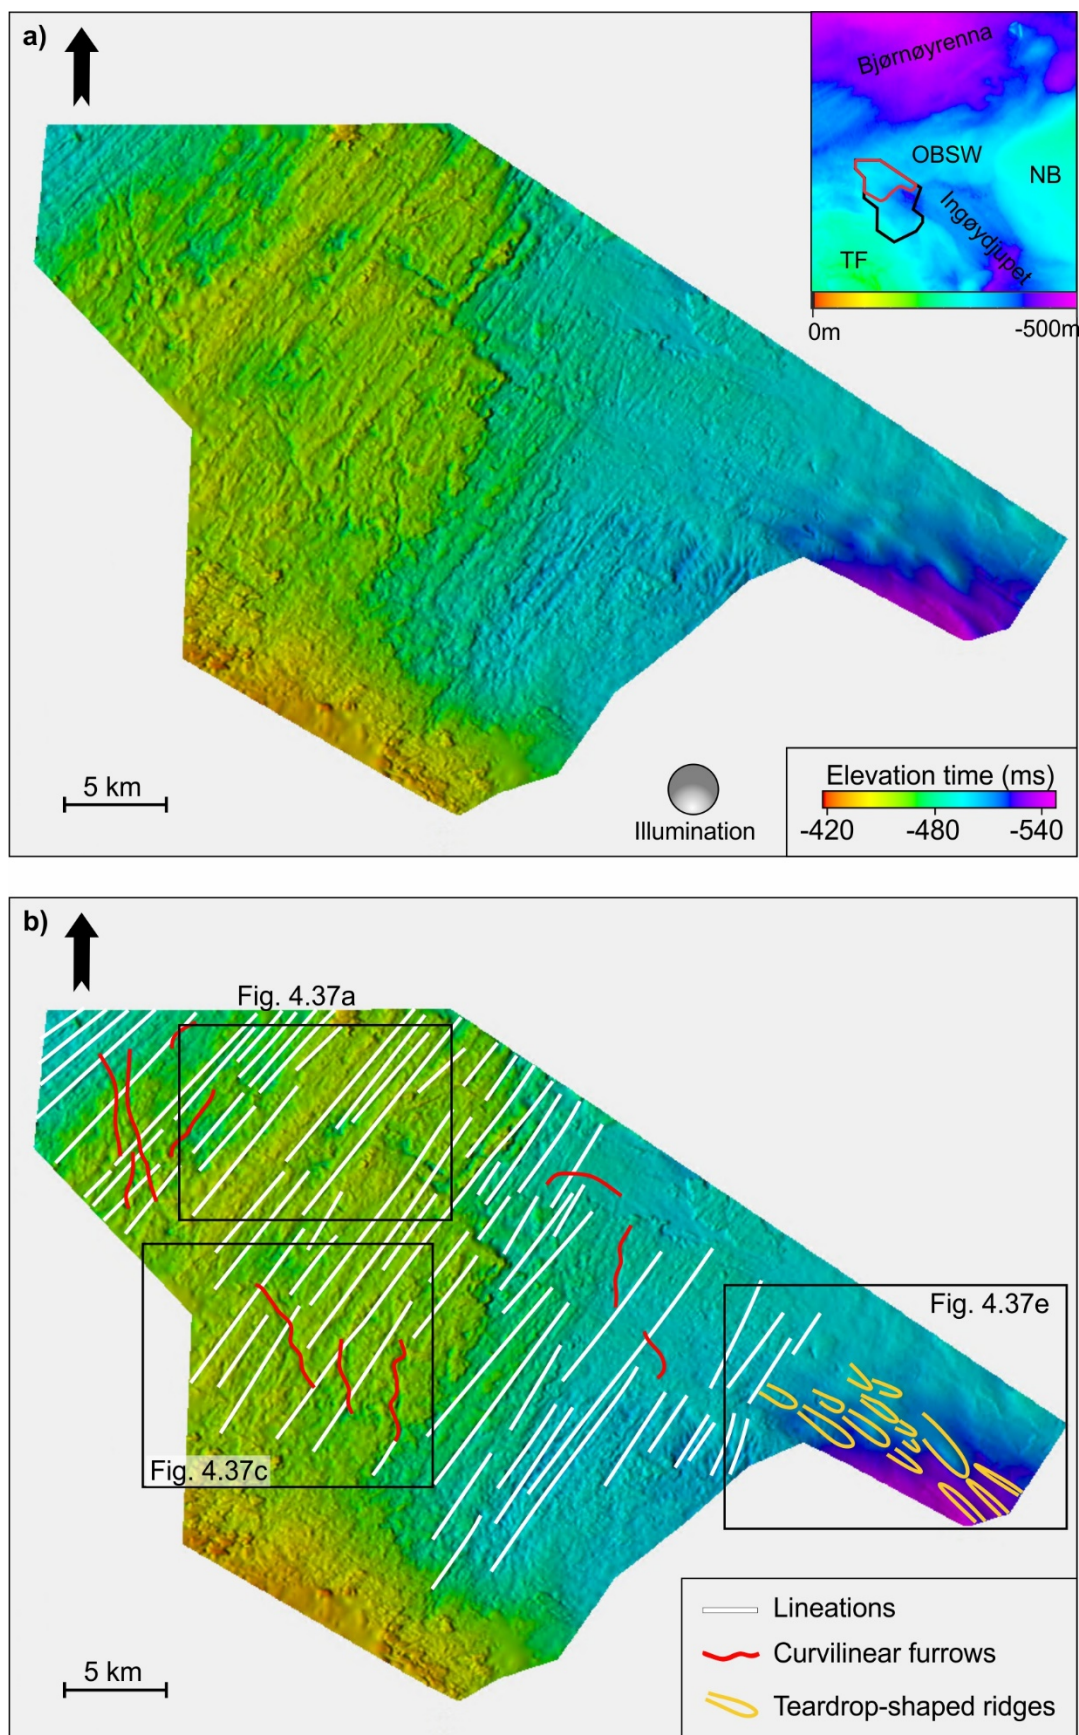 a)
Bjørnøyrenna
OBSW
NB
Ingøydjupet
TF
0m
-500m
5 km
Illumination
Elevation time (ms)
-420
-480
-540
b)
Fig. 4.37a
Fig. 4.37e
Fig. 4.37c
5 km
Lineations
Curvilinear furrows
Teardrop-shaped ridges